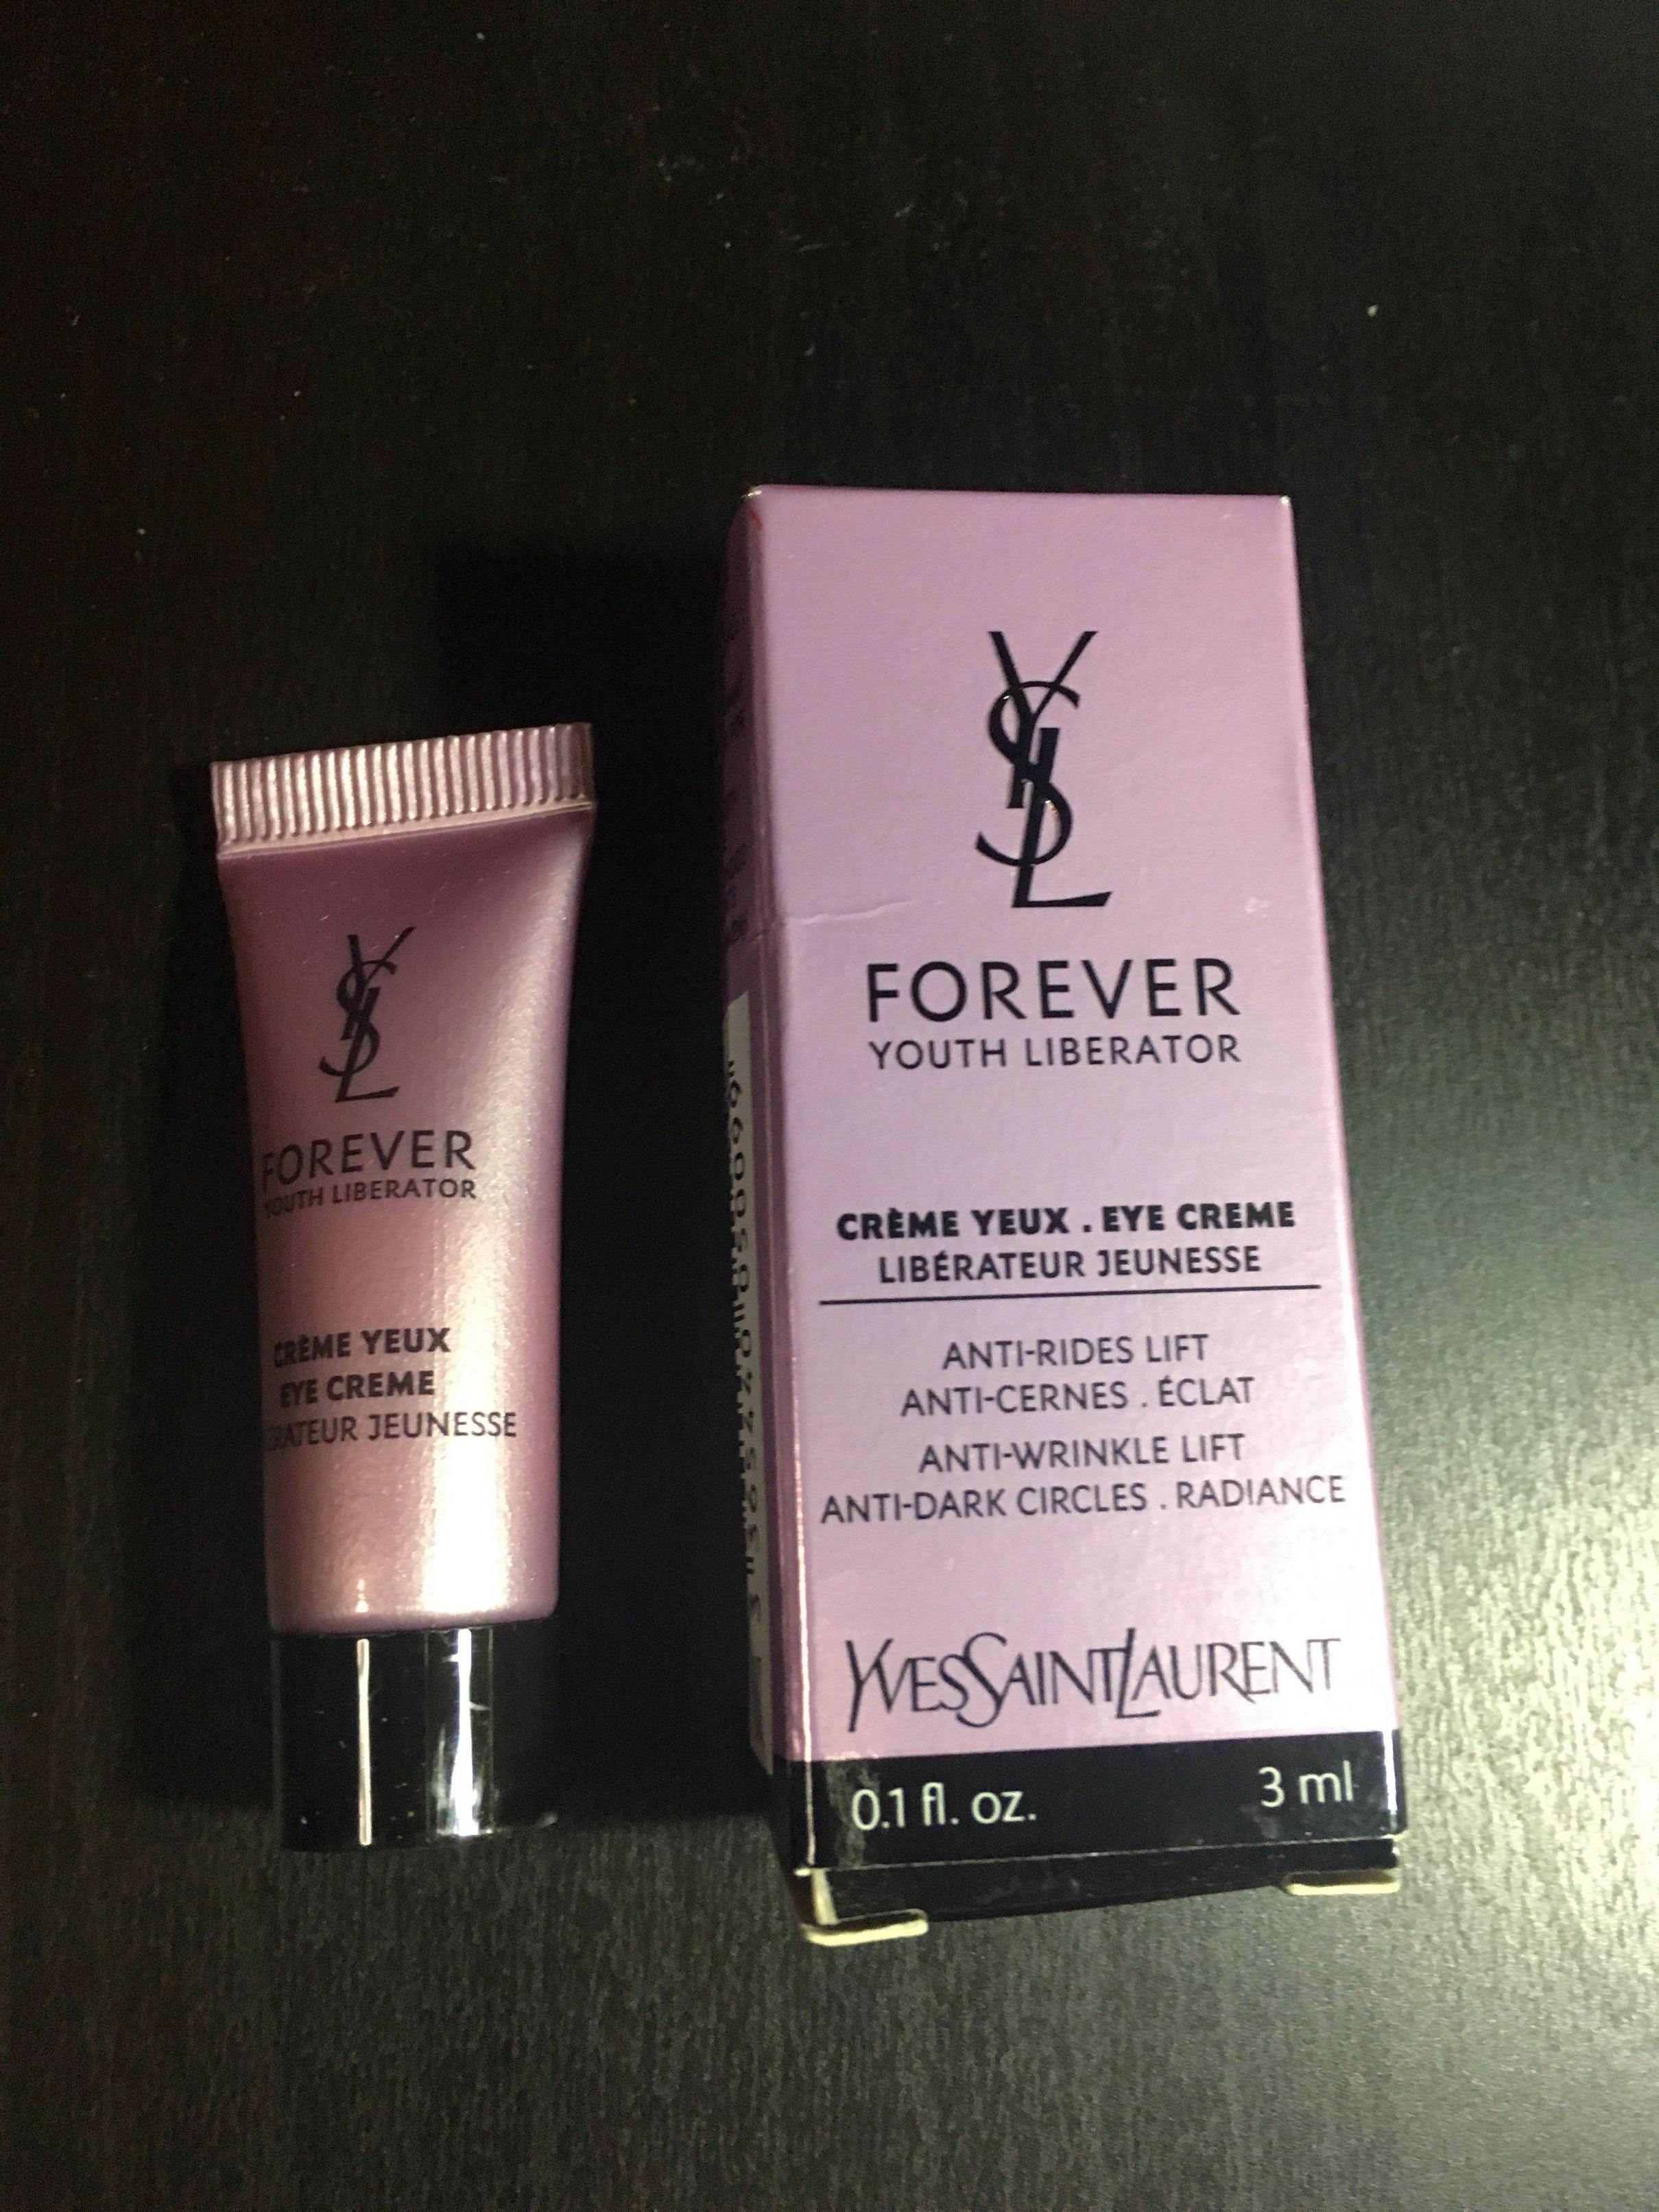 YSL
FOREVER
YOUTH LIBERATOR
CRÈME YEUX
EYE CREME
JEUNESSE
YSL
FOREVER
YOUTH LIBERATOR
CRÈME YEUX . EYE CREME
LIBÉRATEUR JEUNESSE
ANTI-RIDES LIFT
ANTI-CERNES . ÉCLAT
ANTI-WRINKLE LIFT
ANTI-DARK CIRCLES . RADIANCE
YVESSAINTLAURENT
0.1 fl. oz. 3 ml